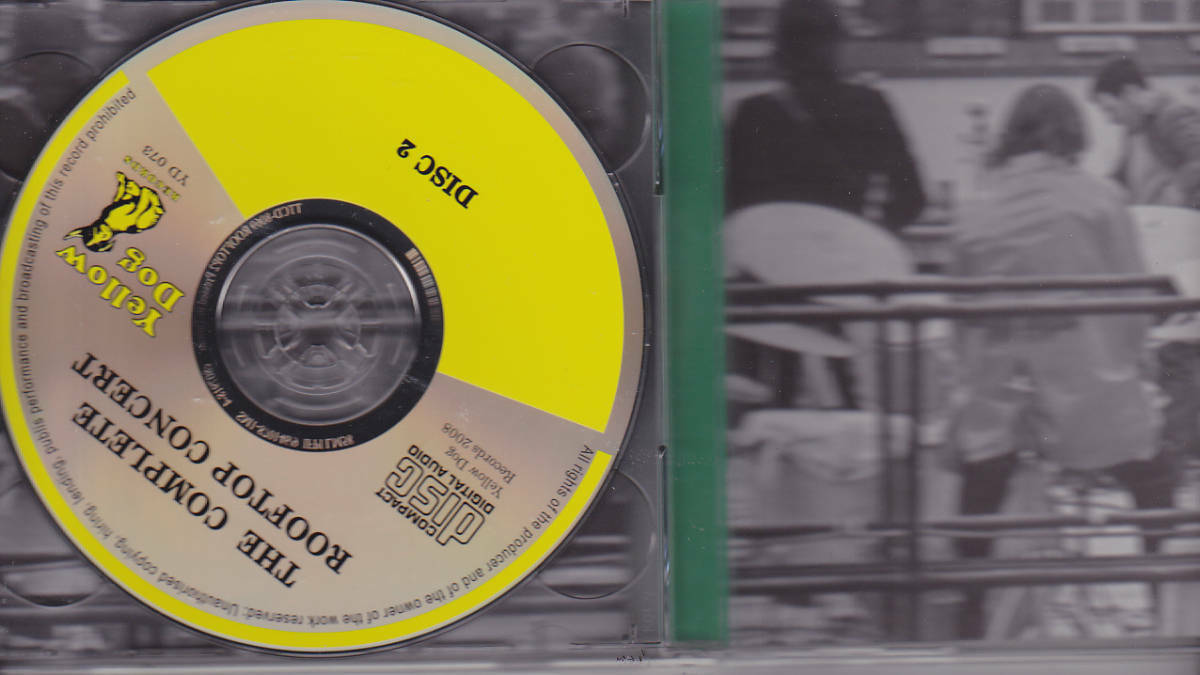 Yellow
Dog
RECORDS
YD 073
DISC 2
THE COMPLETE
ROOFTOP CONCERT
COMPACT
disc
DIGITAL AUDIO
Yellow Dog
Records 2008
All rights of the producer and of the owner of the work reserved: Unauthorised copying, hiring, lending, public performance and broadcasting of this record prohibited